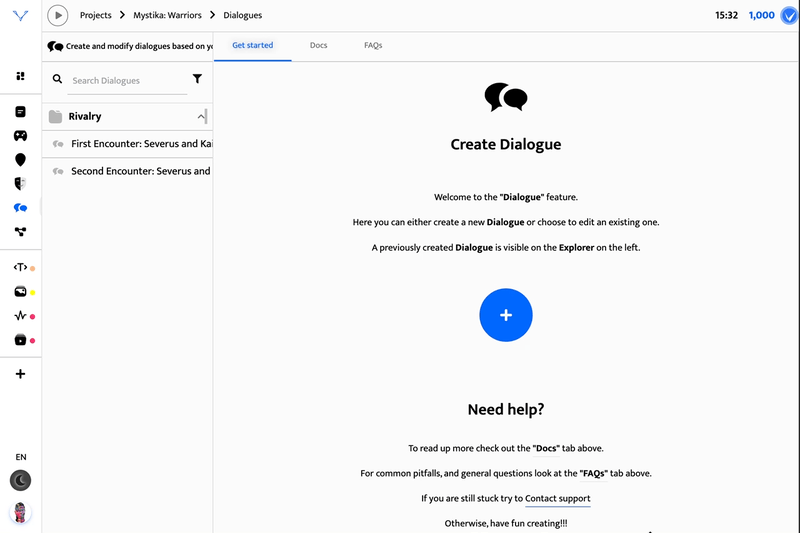 Projects > Mystika: Warriors > Dialogues
15:32
1,000
Create and modify dialogues based on yo
Get started
Docs
FAQs
Search Dialogues
Rivalry
First Encounter: Severus and Kai
Second Encounter: Severus and
Create Dialogue
Welcome to the "Dialogue" feature.
Here you can either create a new Dialogue or choose to edit an existing one.
A previously created Dialogue is visible on the Explorer on the left.
Need help?
To read up more check out the "Docs" tab above.
For common pitfalls, and general questions look at the "FAQs" tab above.
If you are still stuck try to Contact support
Otherwise, have fun creating!!!
<T>
EN